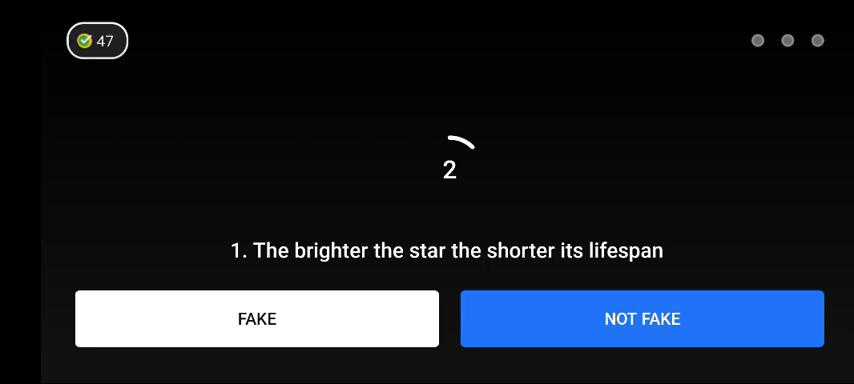 47
2
1. The brighter the star the shorter its lifespan
FAKE
NOT FAKE